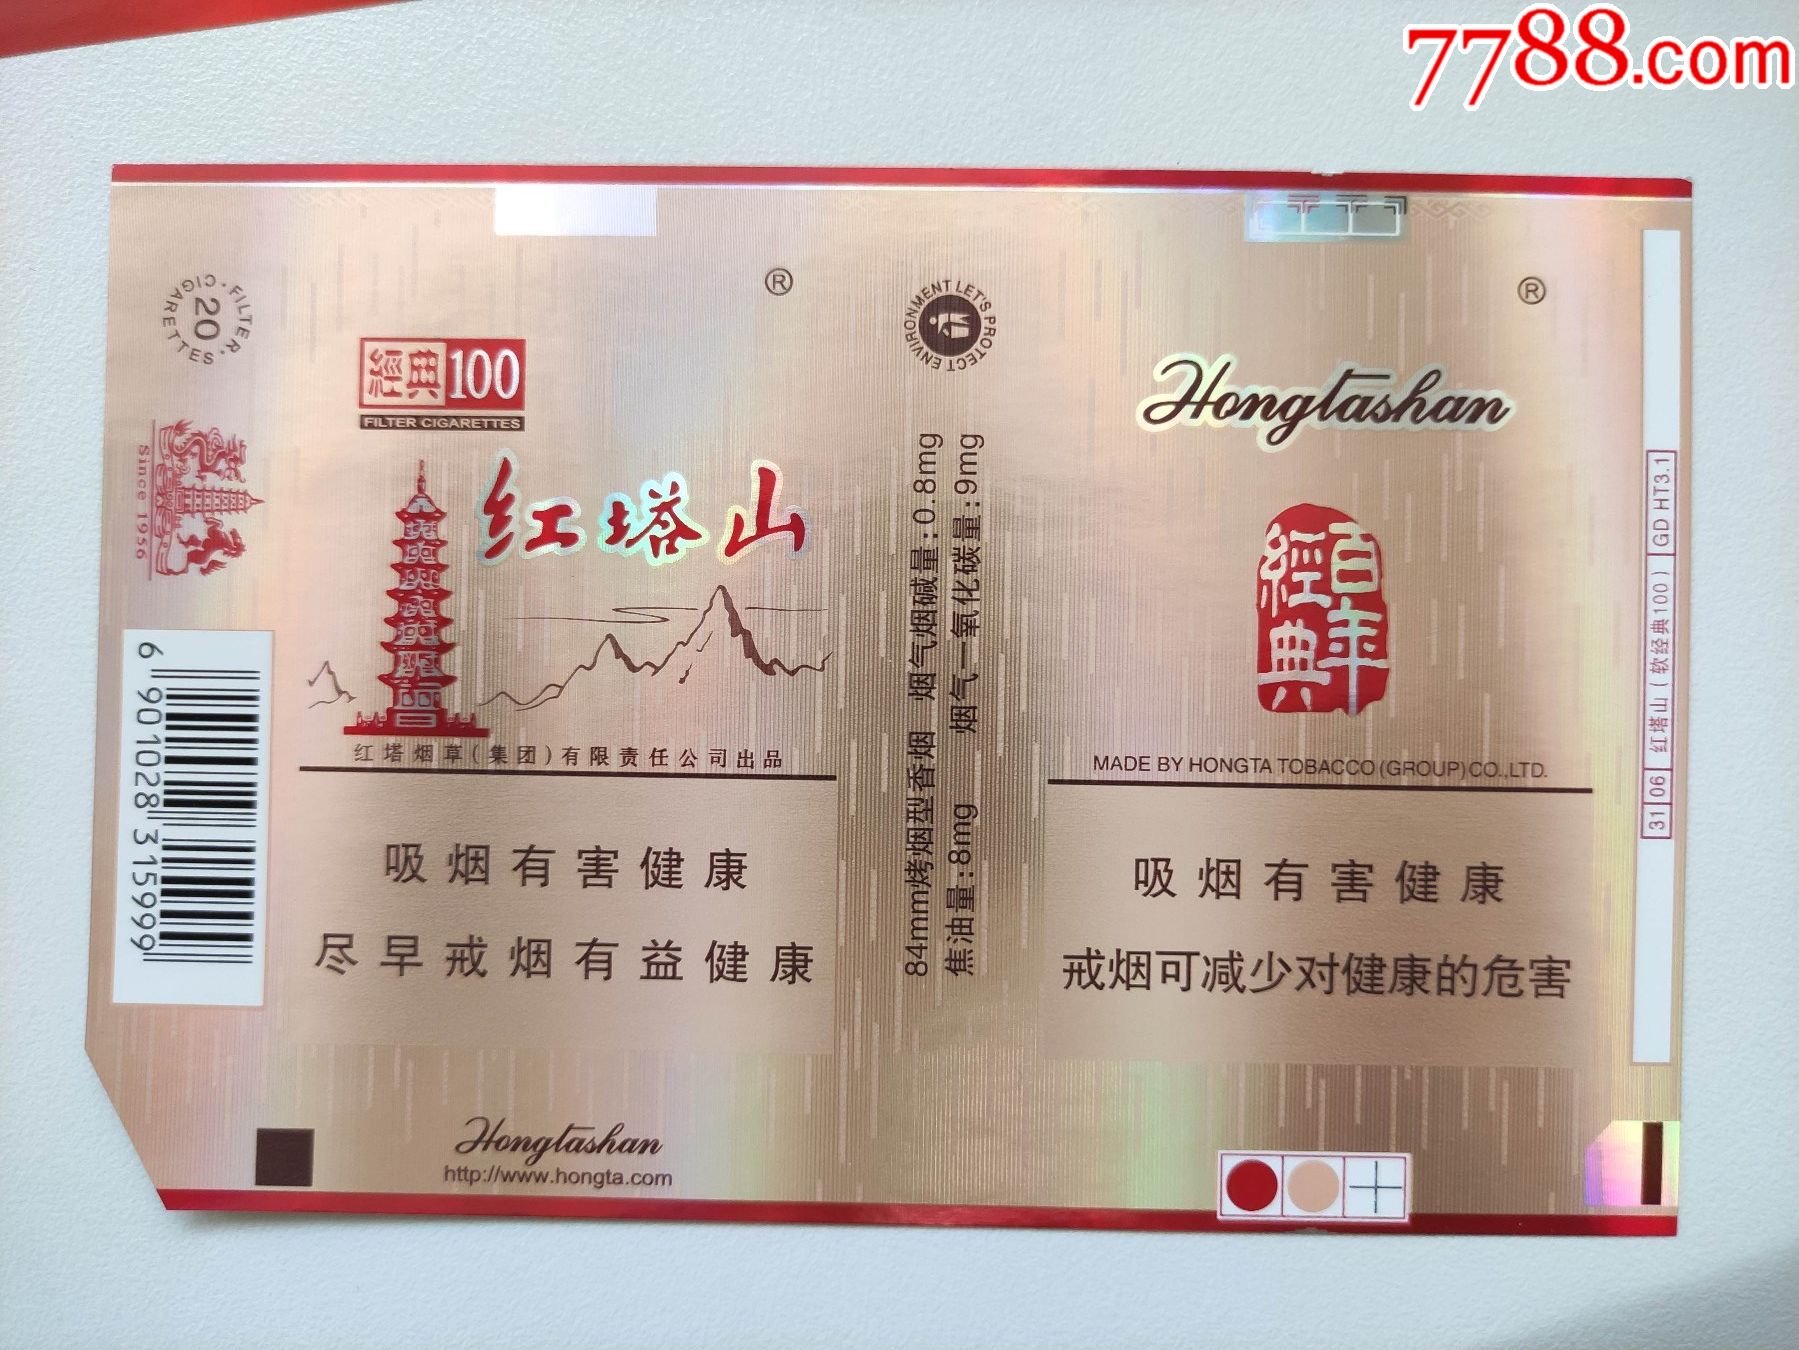 7788.com
FILTER · CIGARETTES ·
20
Since 1956
6 901028 315999
®
經典100
FILTER CIGARETTES
红塔山
红塔烟草(集团)有限责任公司出品
吸烟有害健康
尽早戒烟有益健康
Hongtashan
http://www.hongta.com
LET'S PROTECT ENVIRONMENT
84mm烤烟型香烟 烟气烟碱量:0.8mg
焦油量:8mg 烟气一氧化碳量:9mg
®
Hongtashan
百年
經典
MADE BY HONGTA TOBACCO(GROUP)CO.,LTD.
吸烟有害健康
戒烟可减少对健康的危害
31 06 红塔山(软经典100) GD HT3.1